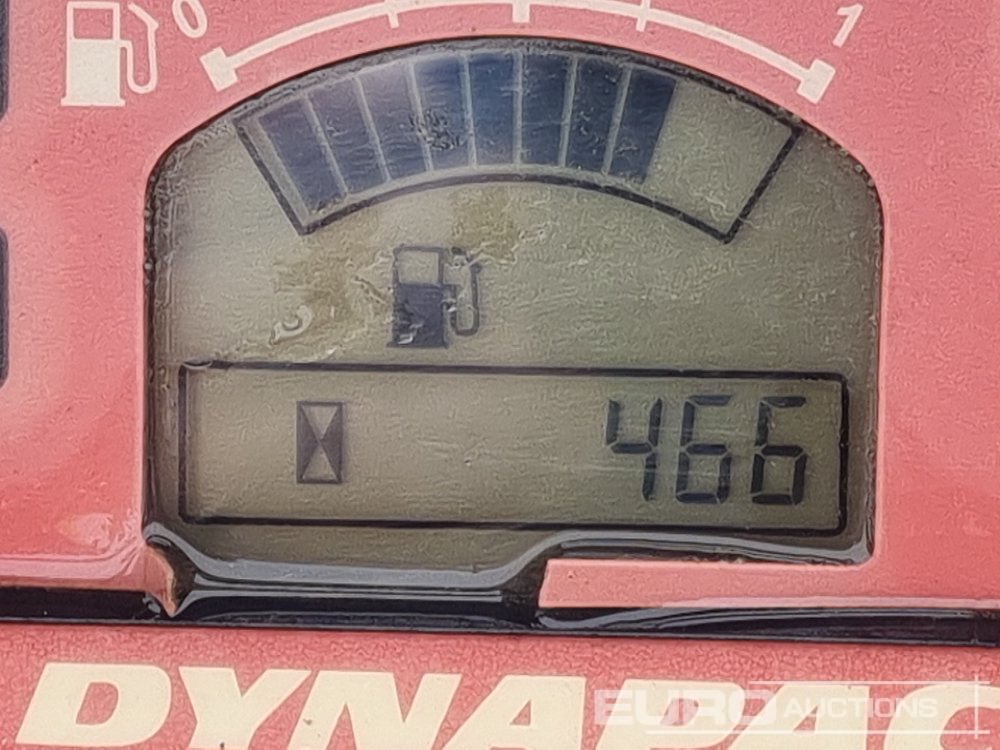 0 1
466
DYNAPAC
EURO AUCTIONS